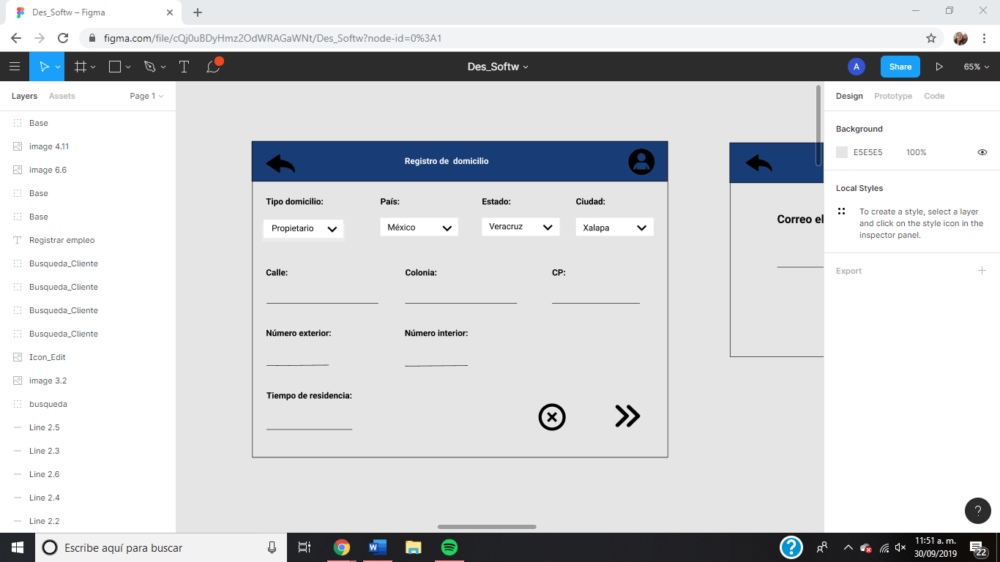 Des_Softw – Figma
figma.com/file/cQj0uBDyHmz2OdWRAGaWNt/Des_Softw?node-id=0%3A1
Des_Softw
A
Share
65%
Layers
Assets
Page 1
Base
image 4.11
image 6.6
Base
Base
Registrar empleo
Busqueda_Cliente
Busqueda_Cliente
Busqueda_Cliente
Busqueda_Cliente
Icon_Edit
image 3.2
busqueda
Line 2.5
Line 2.3
Line 2.6
Line 2.4
Line 2.2
Registro de domicilio
Tipo domicilio: País: Estado: Ciudad:
Propietario México Veracruz Xalapa
Calle: Colonia: CP:
Número exterior: Número interior:
Tiempo de residencia:
Correo el
Design Prototype Code
Background
E5E5E5 100%
Local Styles
To create a style, select a layer
and click on the style icon in the
inspector panel.
Export
?
Escribe aquí para buscar
?
11:51 a. m.
30/09/2019
22